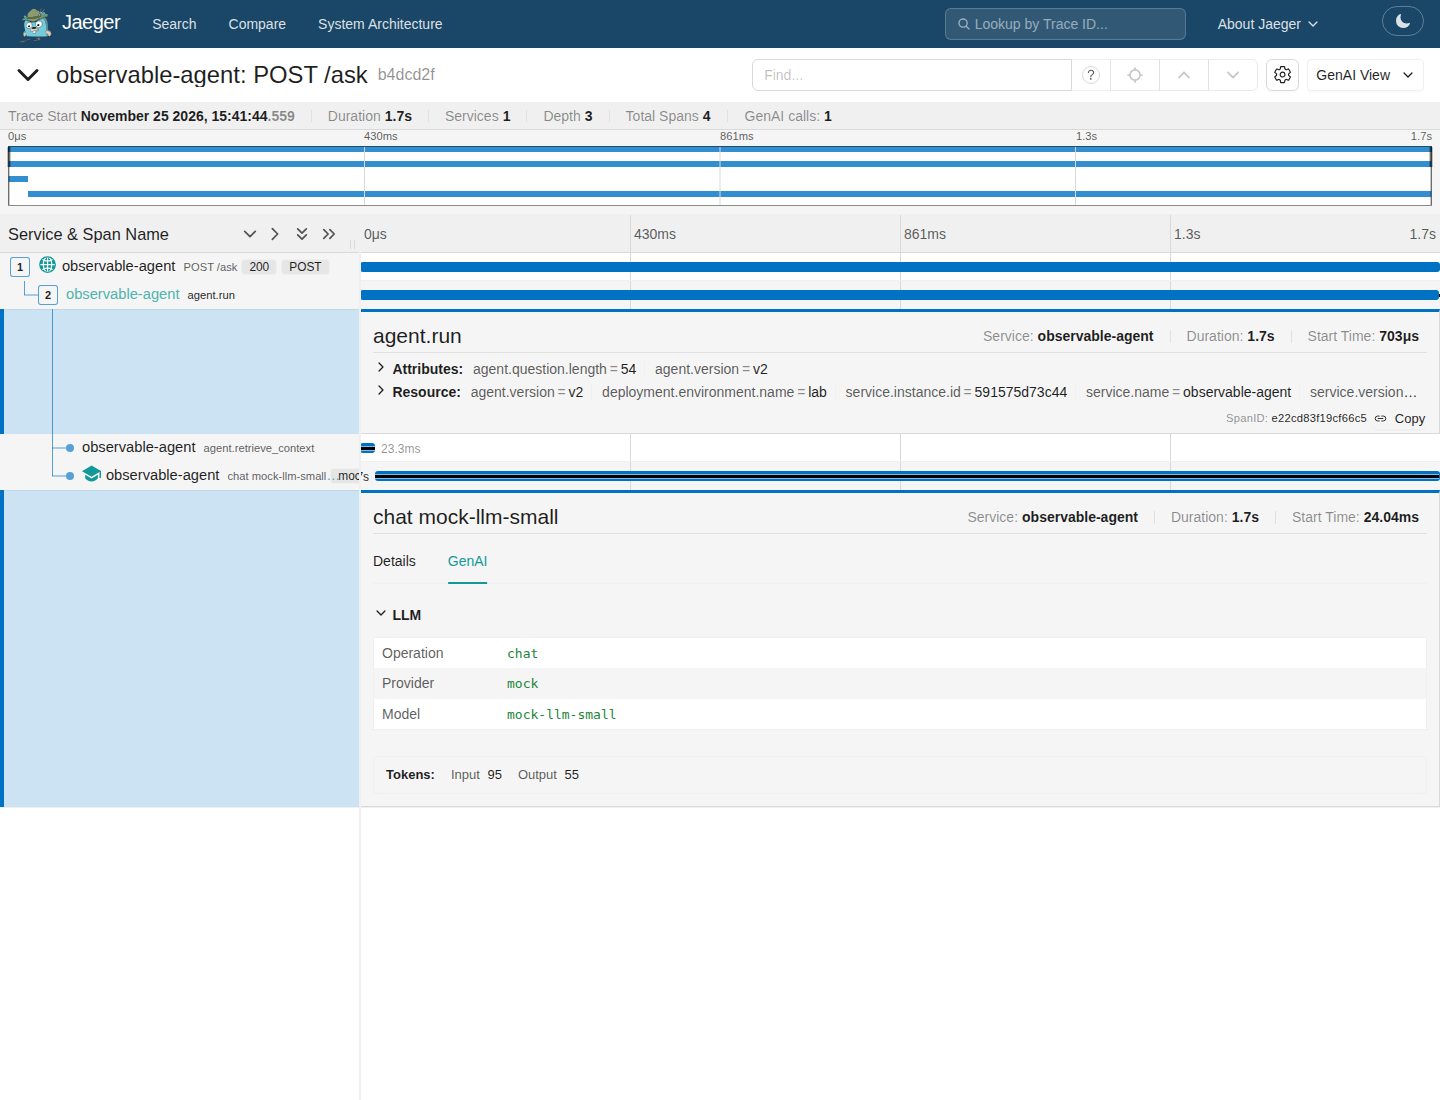 Jaeger Search Compare System Architecture Lookup by Trace ID... About Jaeger
observable-agent: POST /ask b4dcd2f Find... ? GenAI View
Trace Start November 25 2026, 15:41:44.559 Duration 1.7s Services 1 Depth 3 Total Spans 4 GenAI calls: 1
0μs 430ms 861ms 1.3s 1.7s
Service & Span Name 0μs 430ms 861ms 1.3s 1.7s
1 observable-agent POST /ask 200 POST
2 observable-agent agent.run
agent.run Service: observable-agent Duration: 1.7s Start Time: 703μs
Attributes: agent.question.length = 54 agent.version = v2
Resource: agent.version = v2 deployment.environment.name = lab service.instance.id = 591575d73c44 service.name = observable-agent service.version…
SpanID: e22cd83f19cf66c5 Copy
observable-agent agent.retrieve_context 23.3ms
observable-agent chat mock-llm-small
chat mock-llm-small Service: observable-agent Duration: 1.7s Start Time: 24.04ms
Details GenAI
LLM
Operation chat
Provider mock
Model mock-llm-small
Tokens: Input 95 Output 55